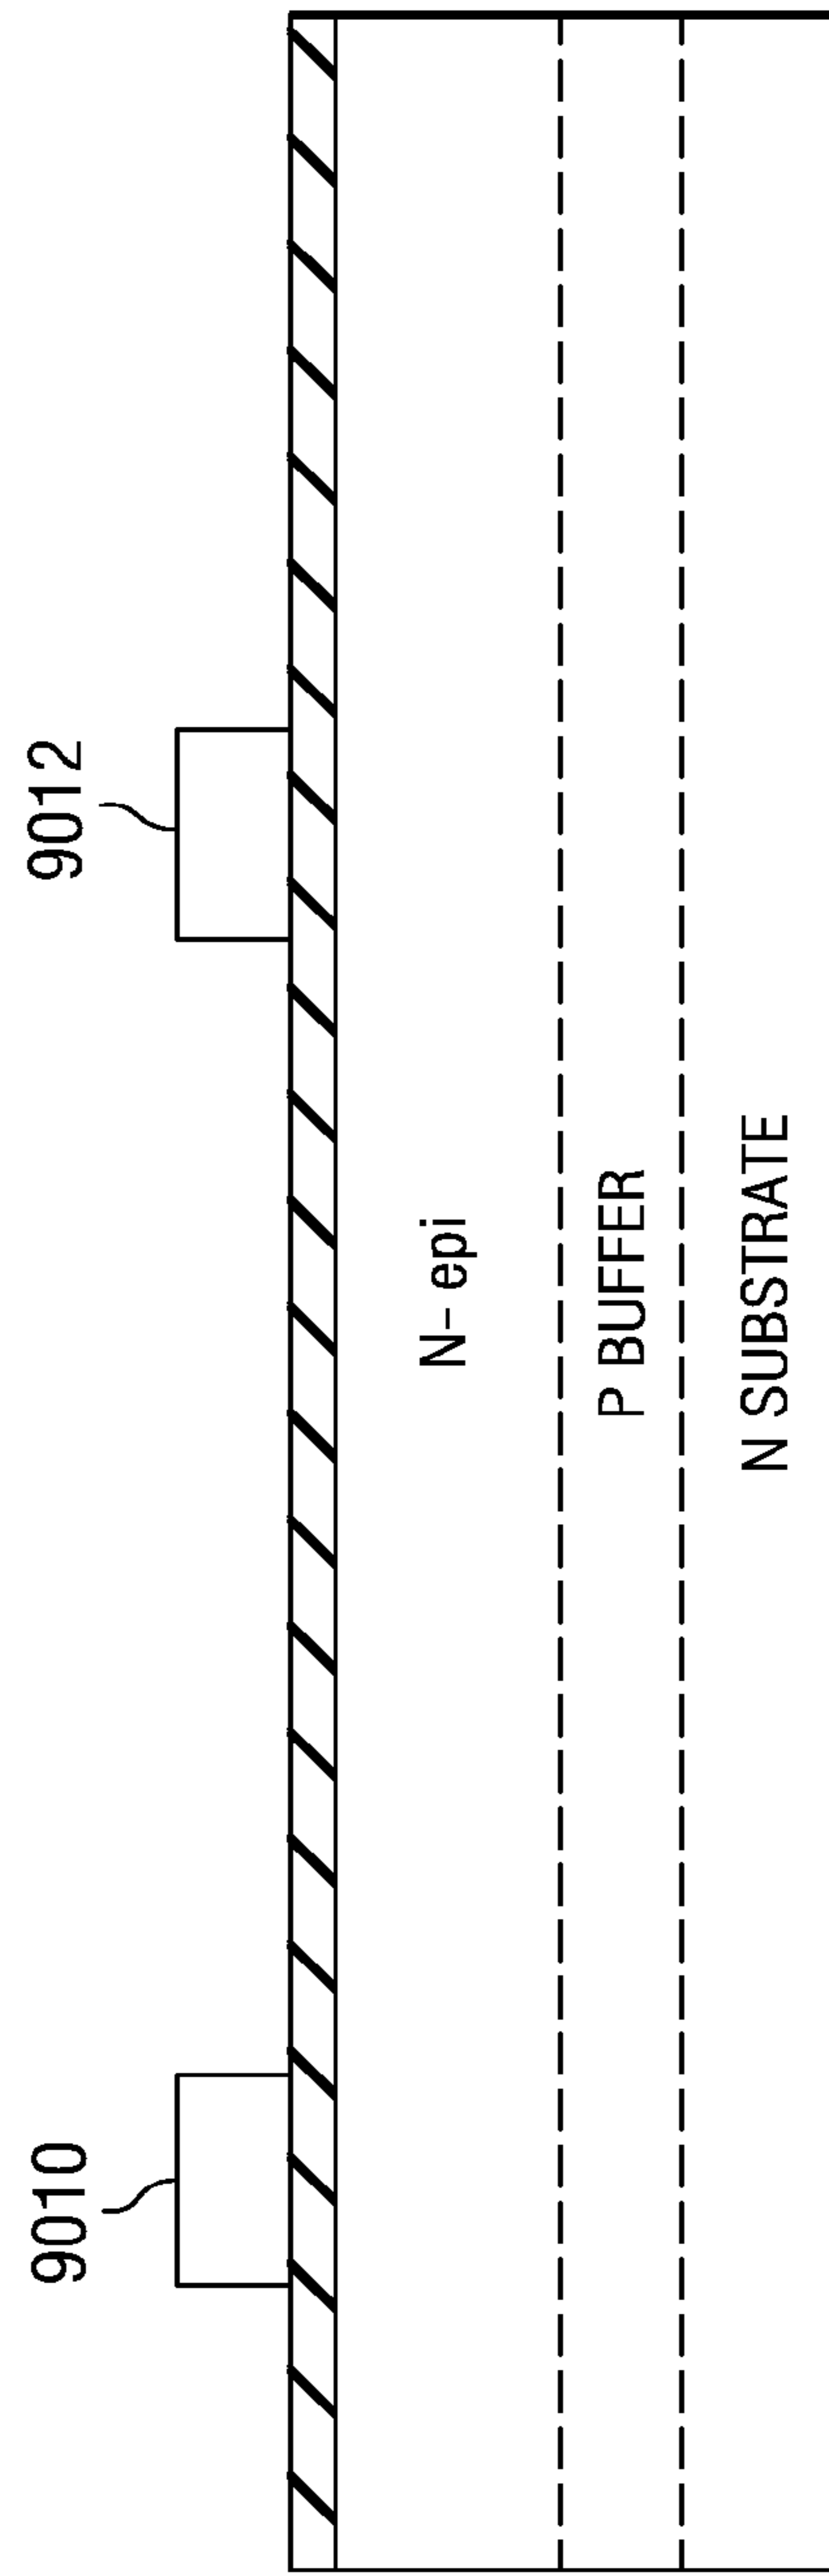 9010
9012
N- epi
P BUFFER
N SUBSTRATE